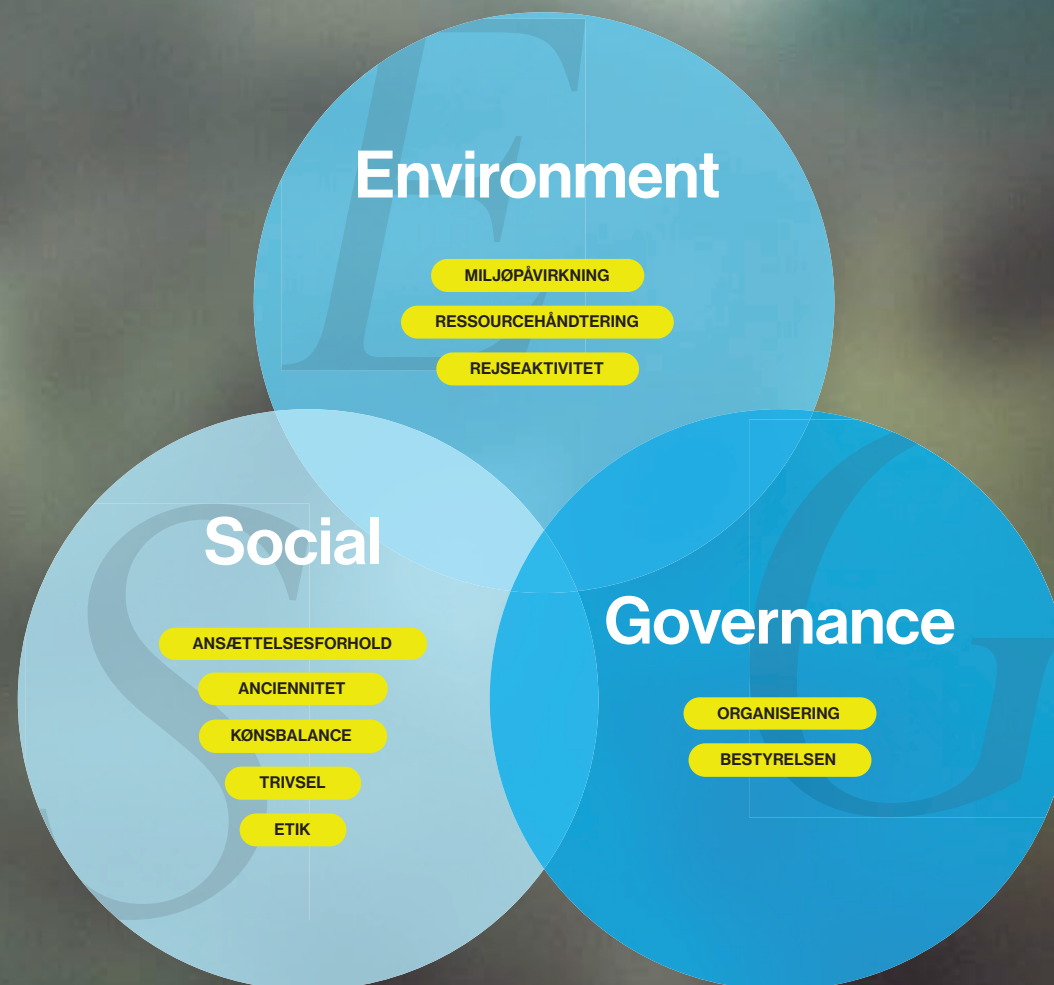 E
Environment
MILJØPÅVIRKNING
RESSOURCEHÅNDTERING
REJSEAKTIVITET
S
Social
ANSÆTTELSESFORHOLD
ANCIENNITET
KØNSBALANCE
TRIVSEL
ETIK
G
Governance
ORGANISERING
BESTYRELSEN